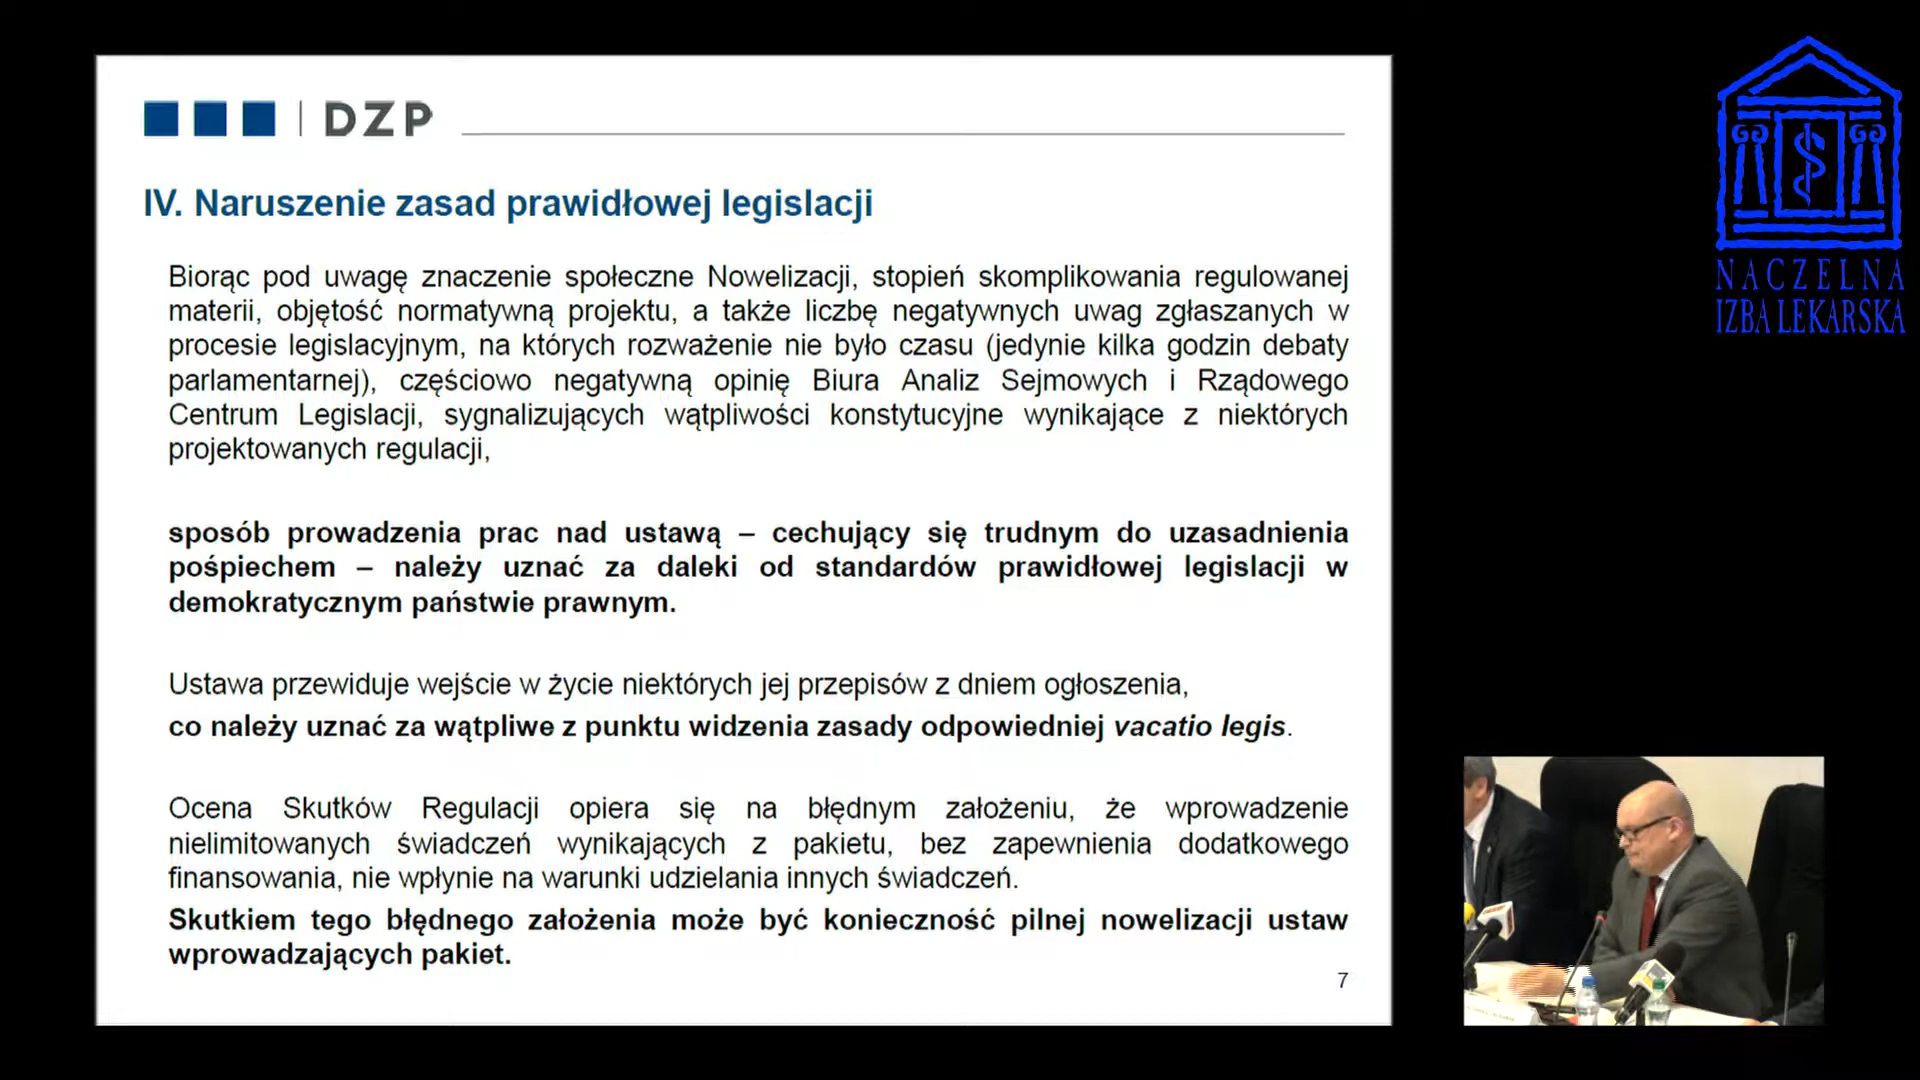 DZP
IV. Naruszenie zasad prawidłowej legislacji
Biorąc pod uwagę znaczenie społeczne Nowelizacji, stopień skomplikowania regulowanej
materii, objętość normatywną projektu, a także liczbę negatywnych uwag zgłaszanych w
procesie legislacyjnym, na których rozważenie nie było czasu (jedynie kilka godzin debaty
parlamentarnej), częściowo negatywną opinię Biura Analiz Sejmowych i Rządowego
Centrum Legislacji, sygnalizujących wątpliwości konstytucyjne wynikające z niektórych
projektowanych regulacji,
sposób prowadzenia prac nad ustawą – cechujący się trudnym do uzasadnienia
pośpiechem – należy uznać za daleki od standardów prawidłowej legislacji w
demokratycznym państwie prawnym.
Ustawa przewiduje wejście w życie niektórych jej przepisów z dniem ogłoszenia,
co należy uznać za wątpliwe z punktu widzenia zasady odpowiedniej vacatio legis.
Ocena Skutków Regulacji opiera się na błędnym założeniu, że wprowadzenie
nielimitowanych świadczeń wynikających z pakietu, bez zapewnienia dodatkowego
finansowania, nie wpłynie na warunki udzielania innych świadczeń.
Skutkiem tego błędnego założenia może być konieczność pilnej nowelizacji ustaw
wprowadzających pakiet.
7
NACZELNA
IZBA LEKARSKA